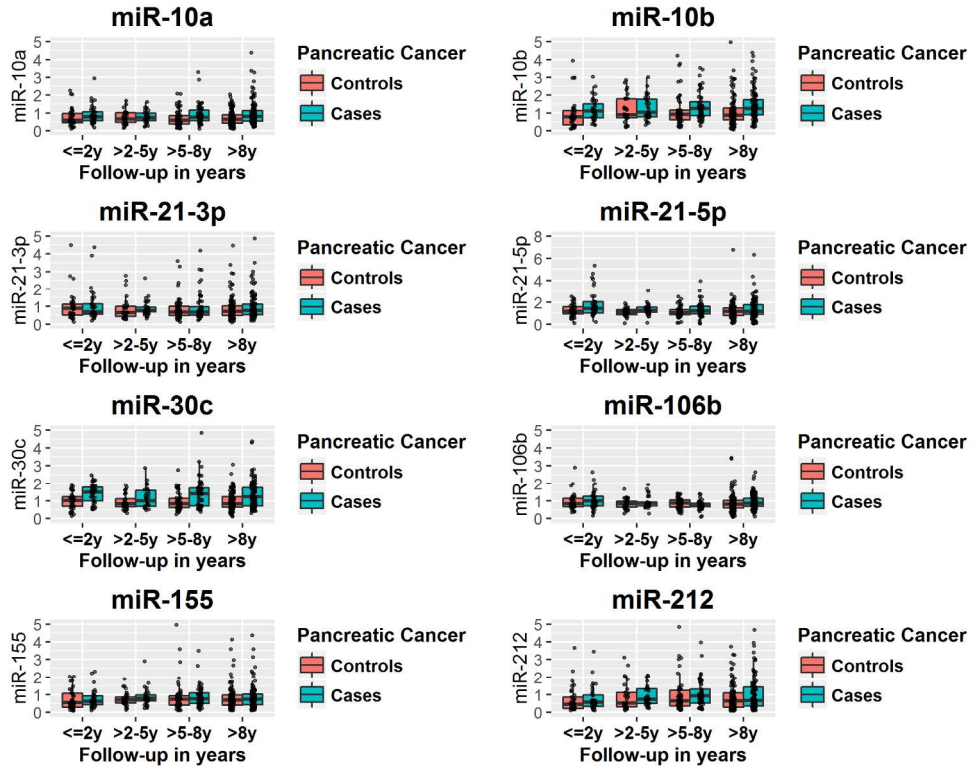 miR-10a
miR-10a
5
4
3
2
1
0
<=2y >2-5y >5-8y >8y
Follow-up in years
Pancreatic Cancer
Controls
Cases
miR-10b
miR-10b
5
4
3
2
1
0
<=2y >2-5y >5-8y >8y
Follow-up in years
Pancreatic Cancer
Controls
Cases
miR-21-3p
miR-21-3p
5
4
3
2
1
0
<=2y >2-5y >5-8y >8y
Follow-up in years
Pancreatic Cancer
Controls
Cases
miR-21-5p
miR-21-5p
8
6
4
2
0
<=2y >2-5y >5-8y >8y
Follow-up in years
Pancreatic Cancer
Controls
Cases
miR-30c
miR-30c
5
4
3
2
1
0
<=2y >2-5y >5-8y >8y
Follow-up in years
Pancreatic Cancer
Controls
Cases
miR-106b
miR-106b
5
4
3
2
1
0
<=2y >2-5y >5-8y >8y
Follow-up in years
Pancreatic Cancer
Controls
Cases
miR-155
miR-155
5
4
3
2
1
0
<=2y >2-5y >5-8y >8y
Follow-up in years
Pancreatic Cancer
Controls
Cases
miR-212
miR-212
5
4
3
2
1
0
<=2y >2-5y >5-8y >8y
Follow-up in years
Pancreatic Cancer
Controls
Cases